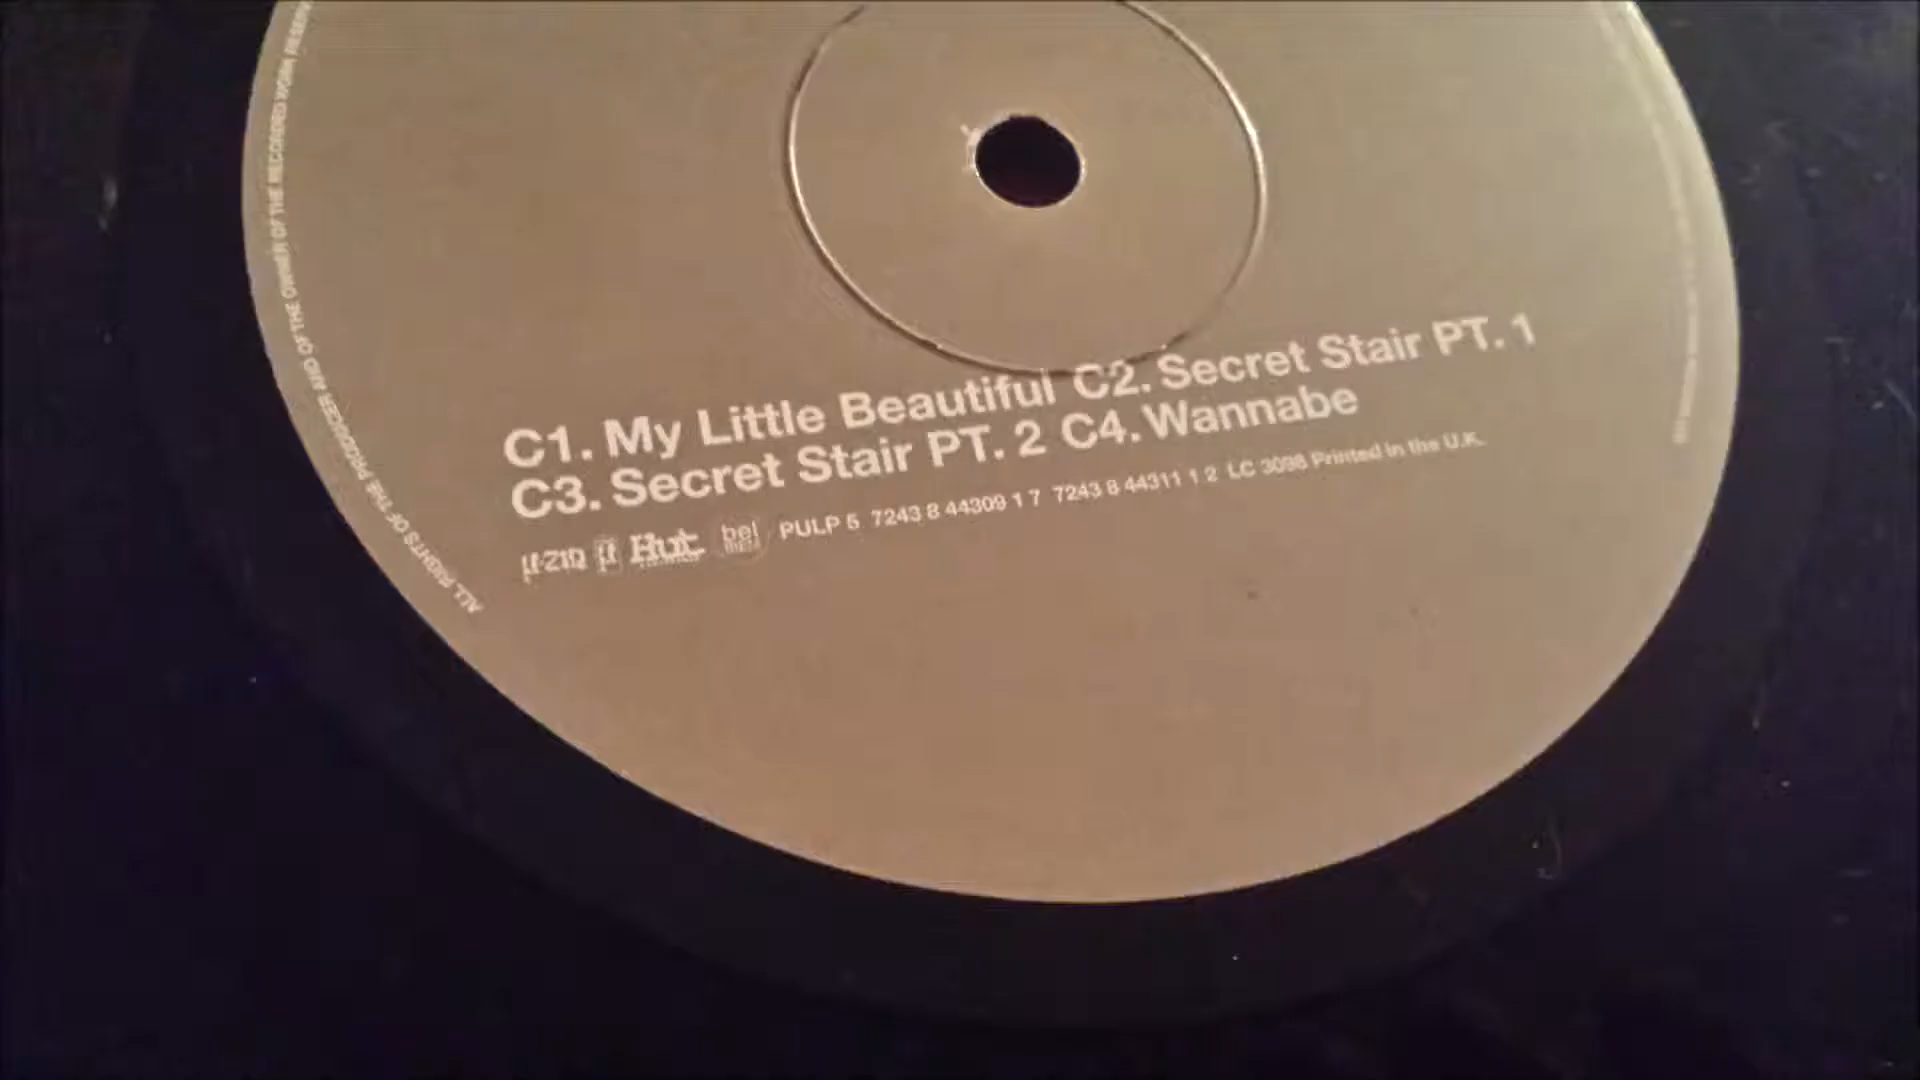 C1. My Little Beautiful C2. Secret Stair PT. 1
C3. Secret Stair PT. 2 C4. Wannabe
µ-ziq µ Hut PULP 5 7243 8 44309 1 7 7243 8 44311 1 2 LC 3098 Printed in the U.K.
ALL RIGHTS OF THE PRODUCER AND OF THE OWNER OF THE RECORDED WORK